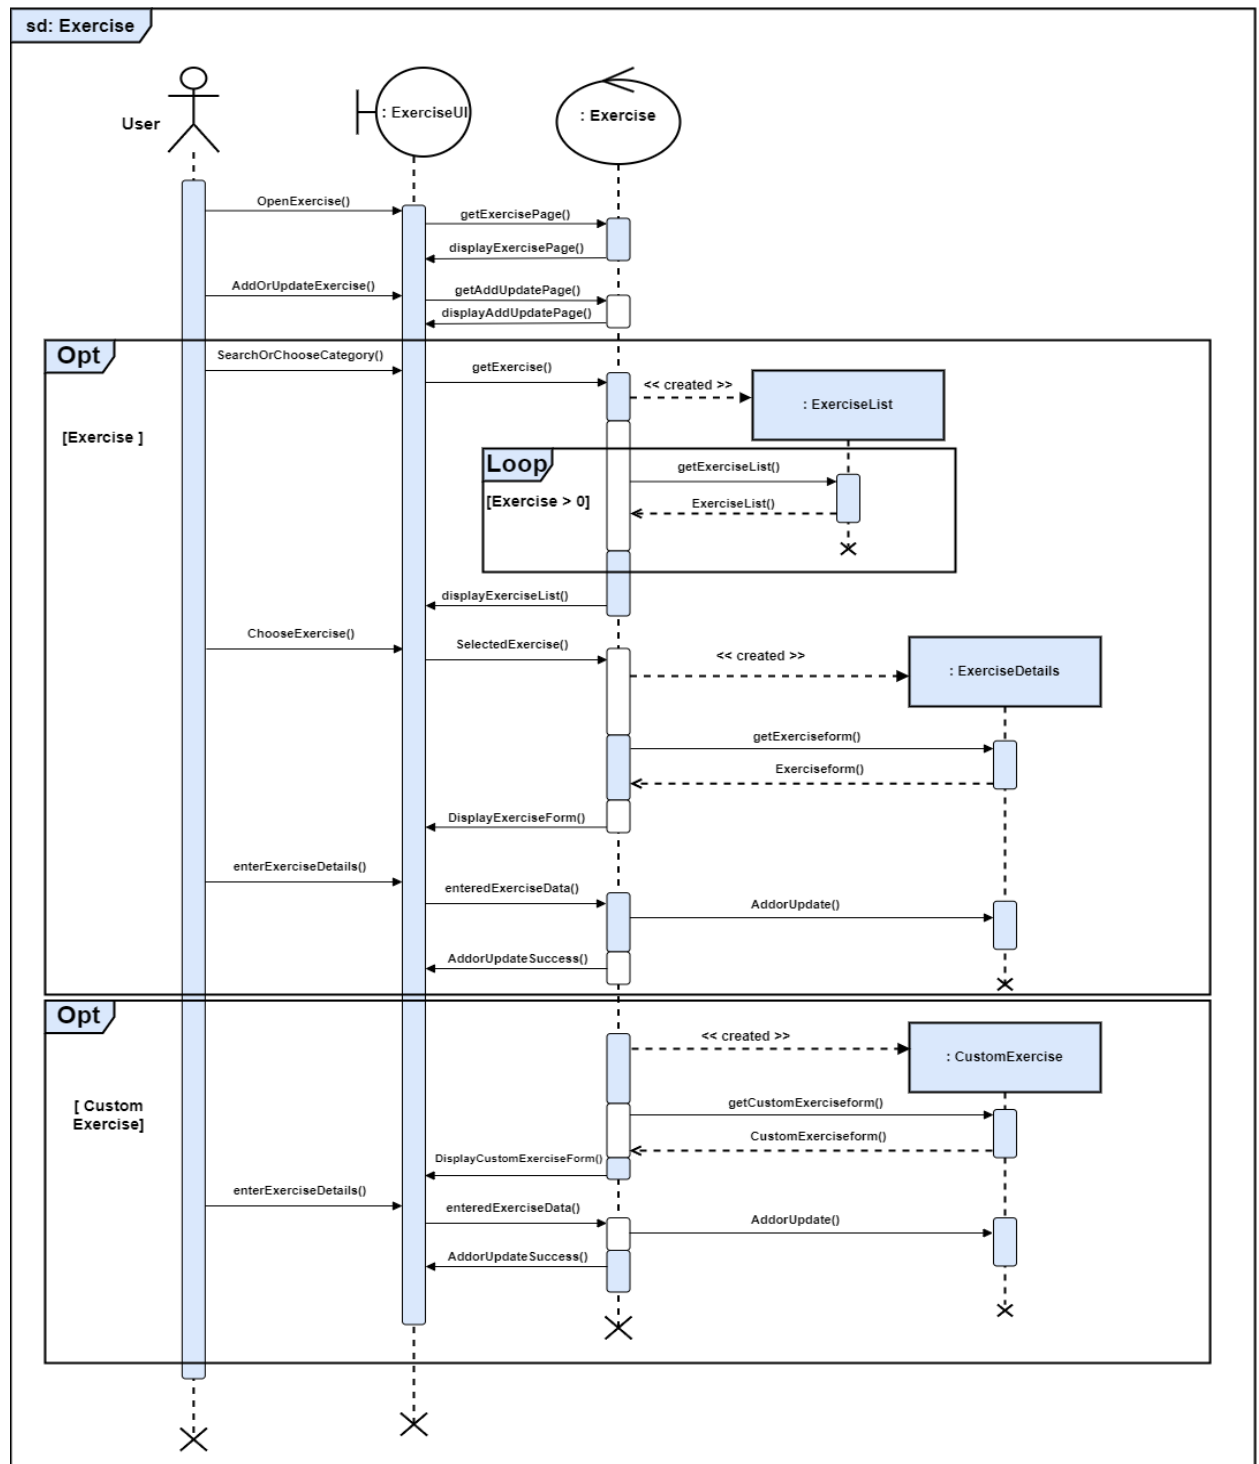 sd: Exercise
User
: ExerciseUI
: Exercise
OpenExercise()
getExercisePage()
displayExercisePage()
AddOrUpdateExercise()
getAddUpdatePage()
displayAddUpdatePage()
Opt
SearchOrChooseCategory()
getExercise()
<< created >>
: ExerciseList
[Exercise ]
Loop
getExerciseList()
[Exercise > 0]
ExerciseList()
displayExerciseList()
ChooseExercise()
SelectedExercise()
<< created >>
: ExerciseDetails
getExerciseform()
Exerciseform()
DisplayExerciseForm()
enterExerciseDetails()
enteredExerciseData()
AddorUpdate()
AddorUpdateSuccess()
Opt
<< created >>
: CustomExercise
[ Custom
Exercise]
getCustomExerciseform()
CustomExerciseform()
DisplayCustomExerciseForm()
enterExerciseDetails()
enteredExerciseData()
AddorUpdate()
AddorUpdateSuccess()